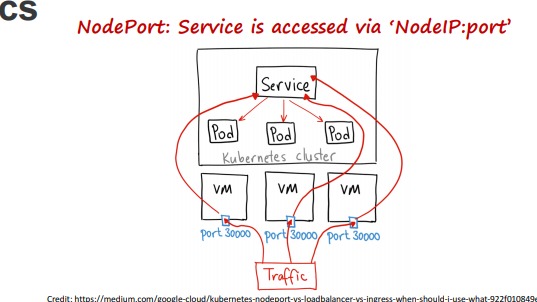 cs
NodePort: Service is accessed via ‘NodeIP:port’
Service
Pod Pod Pod
Kubernetes cluster
VM VM VM
port 30000 port 30000 port 30000
Traffic
Credit: https://medium.com/google-cloud/kubernetes-nodeport-vs-loadbalancer-vs-ingress-when-should-i-use-what-922f010849e